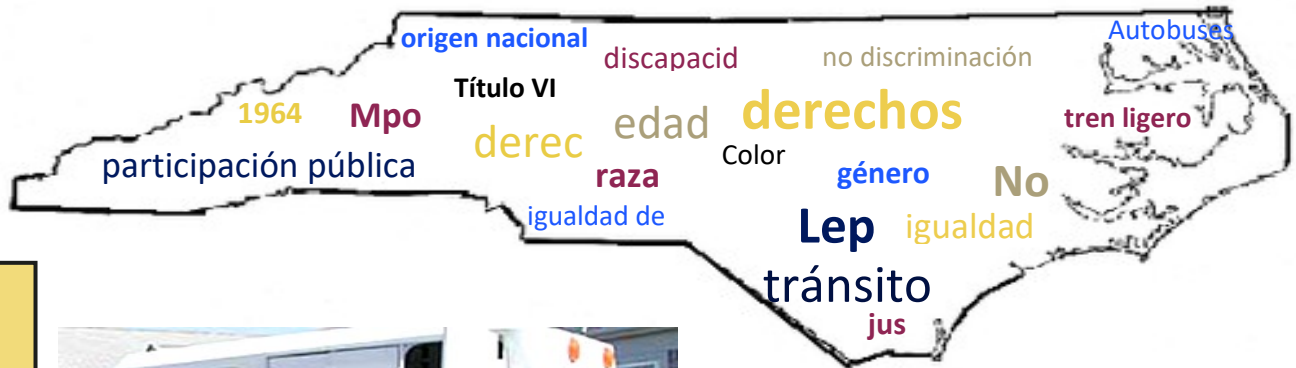 origen nacional
Autobuses
discapacid
no discriminación
Título VI
1964
Mpo
derechos
edad
tren ligero
derec
Color
participación pública
raza
género
No
igualdad de
Lep
igualdad
tránsito
jus